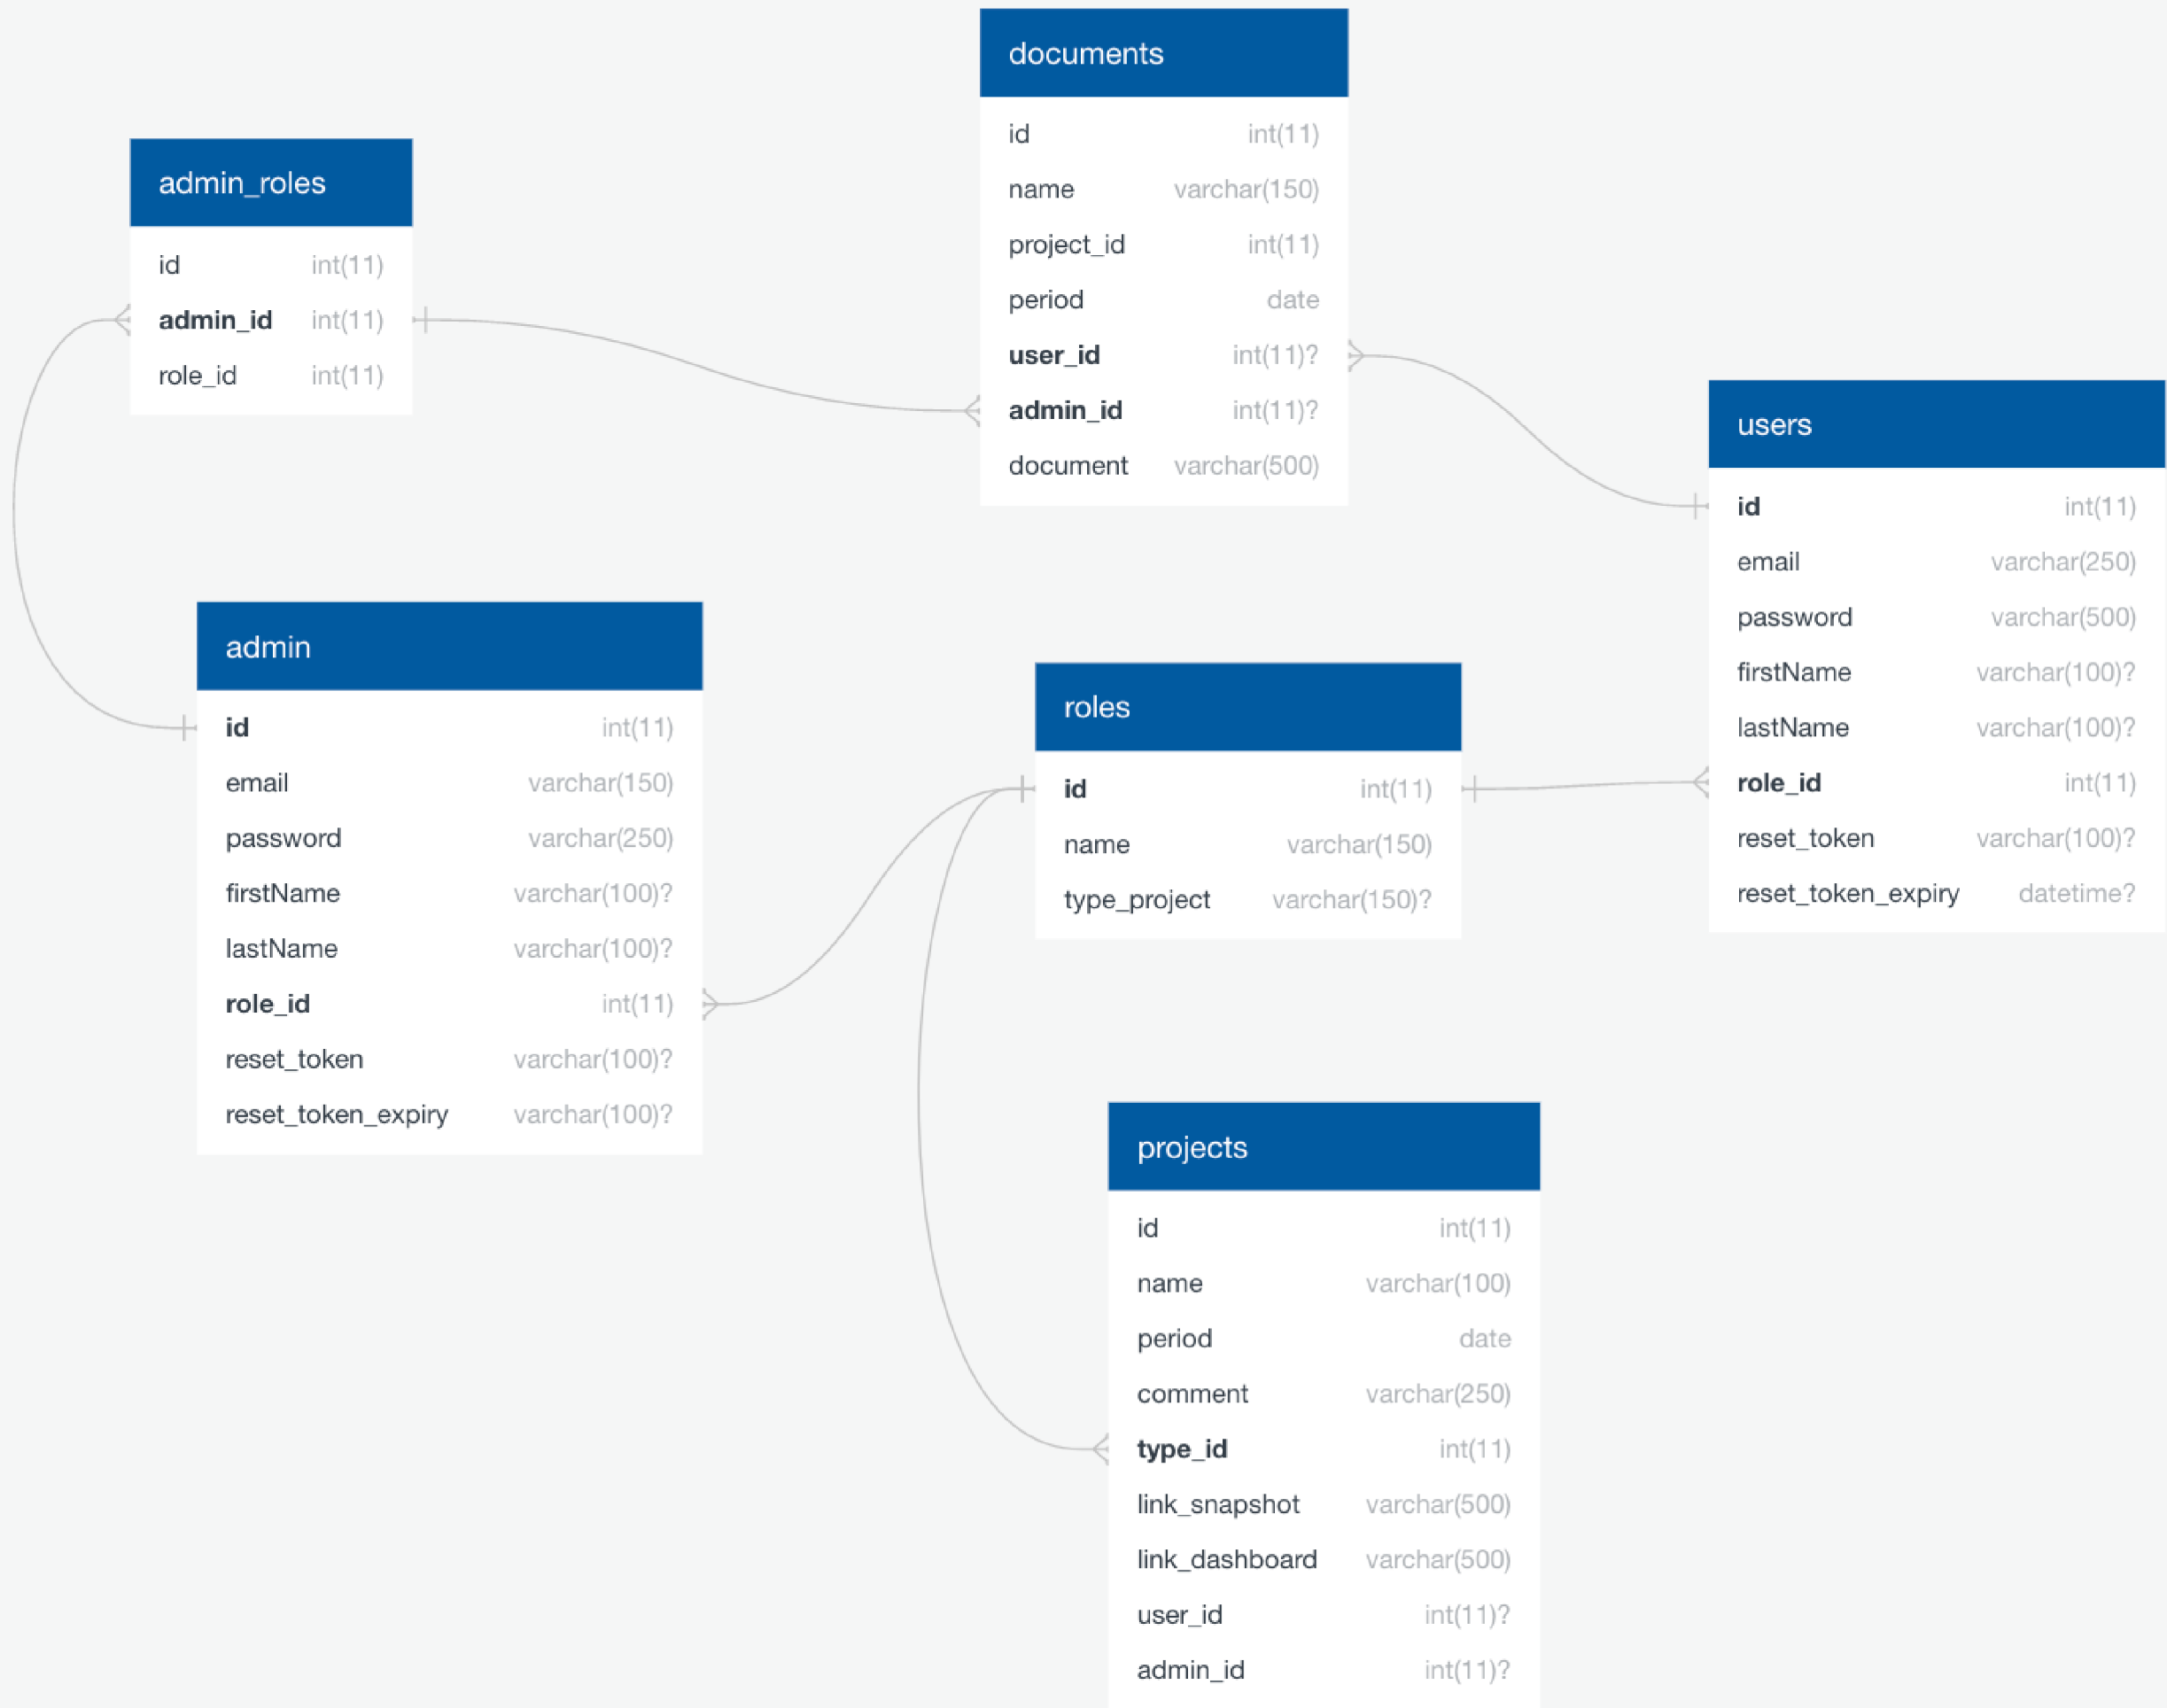 documents
id int(11)
name varchar(150)
project_id int(11)
period date
user_id int(11)?
admin_id int(11)?
document varchar(500)
admin_roles
id int(11)
admin_id int(11)
role_id int(11)
users
id int(11)
email varchar(250)
password varchar(500)
firstName varchar(100)?
lastName varchar(100)?
role_id int(11)
reset_token varchar(100)?
reset_token_expiry datetime?
admin
id int(11)
email varchar(150)
password varchar(250)
firstName varchar(100)?
lastName varchar(100)?
role_id int(11)
reset_token varchar(100)?
reset_token_expiry varchar(100)?
roles
id int(11)
name varchar(150)
type_project varchar(150)?
projects
id int(11)
name varchar(100)
period date
comment varchar(250)
type_id int(11)
link_snapshot varchar(500)
link_dashboard varchar(500)
user_id int(11)?
admin_id int(11)?